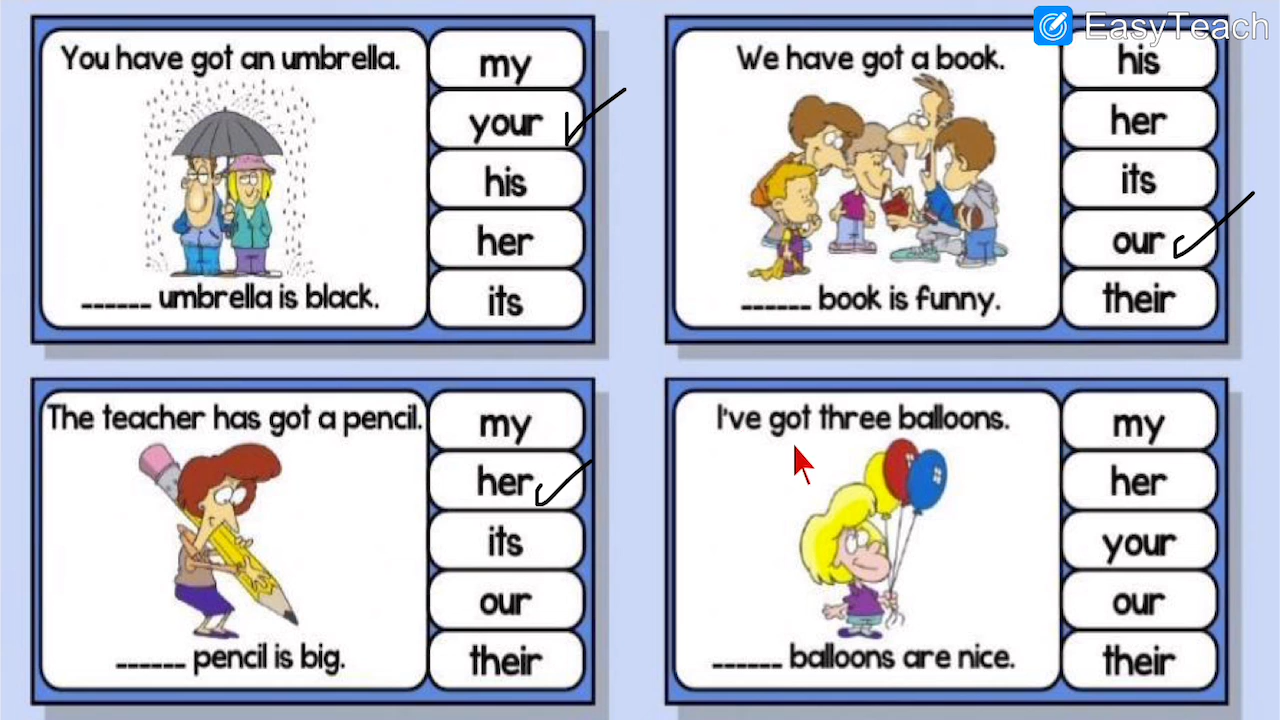 EasyTeach
You have got an umbrella.
my
your
his
her
its
______ umbrella is black.
We have got a book.
his
her
its
our
their
______ book is funny.
The teacher has got a pencil.
my
her
its
our
their
______ pencil is big.
I've got three balloons.
my
her
your
our
their
______ balloons are nice.